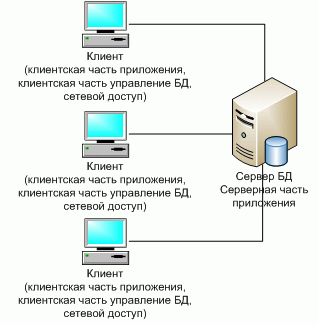 Клиент
(клиентская часть приложения,
клиентская часть управление БД,
сетевой доступ)
Клиент
(клиентская часть приложения,
клиентская часть управление БД,
сетевой доступ)
Клиент
(клиентская часть приложения,
клиентская часть управление БД,
сетевой доступ)
Сервер БД
Серверная часть
приложения